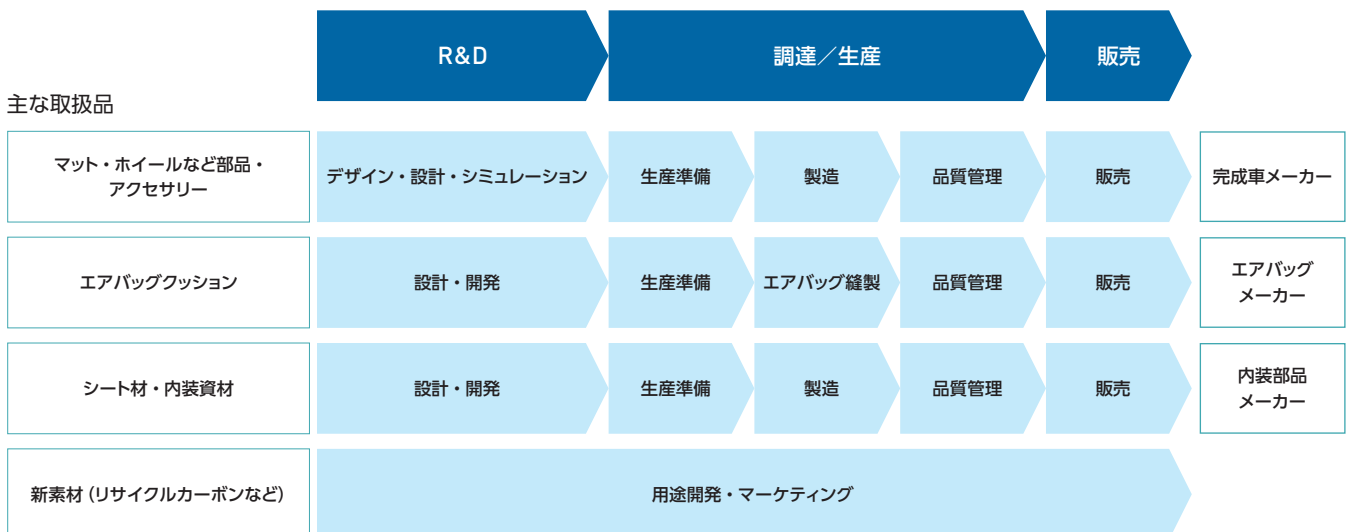 R&D
調達／生産
販売
主な取扱品
マット・ホイールなど部品・
アクセサリー
デザイン・設計・シミュレーション
生産準備
製造
品質管理
販売
完成車メーカー
エアバッグクッション
設計・開発
生産準備
エアバッグ縫製
品質管理
販売
エアバッグ
メーカー
シート材・内装資材
設計・開発
生産準備
製造
品質管理
販売
内装部品
メーカー
新素材（リサイクルカーボンなど）
用途開発・マーケティング